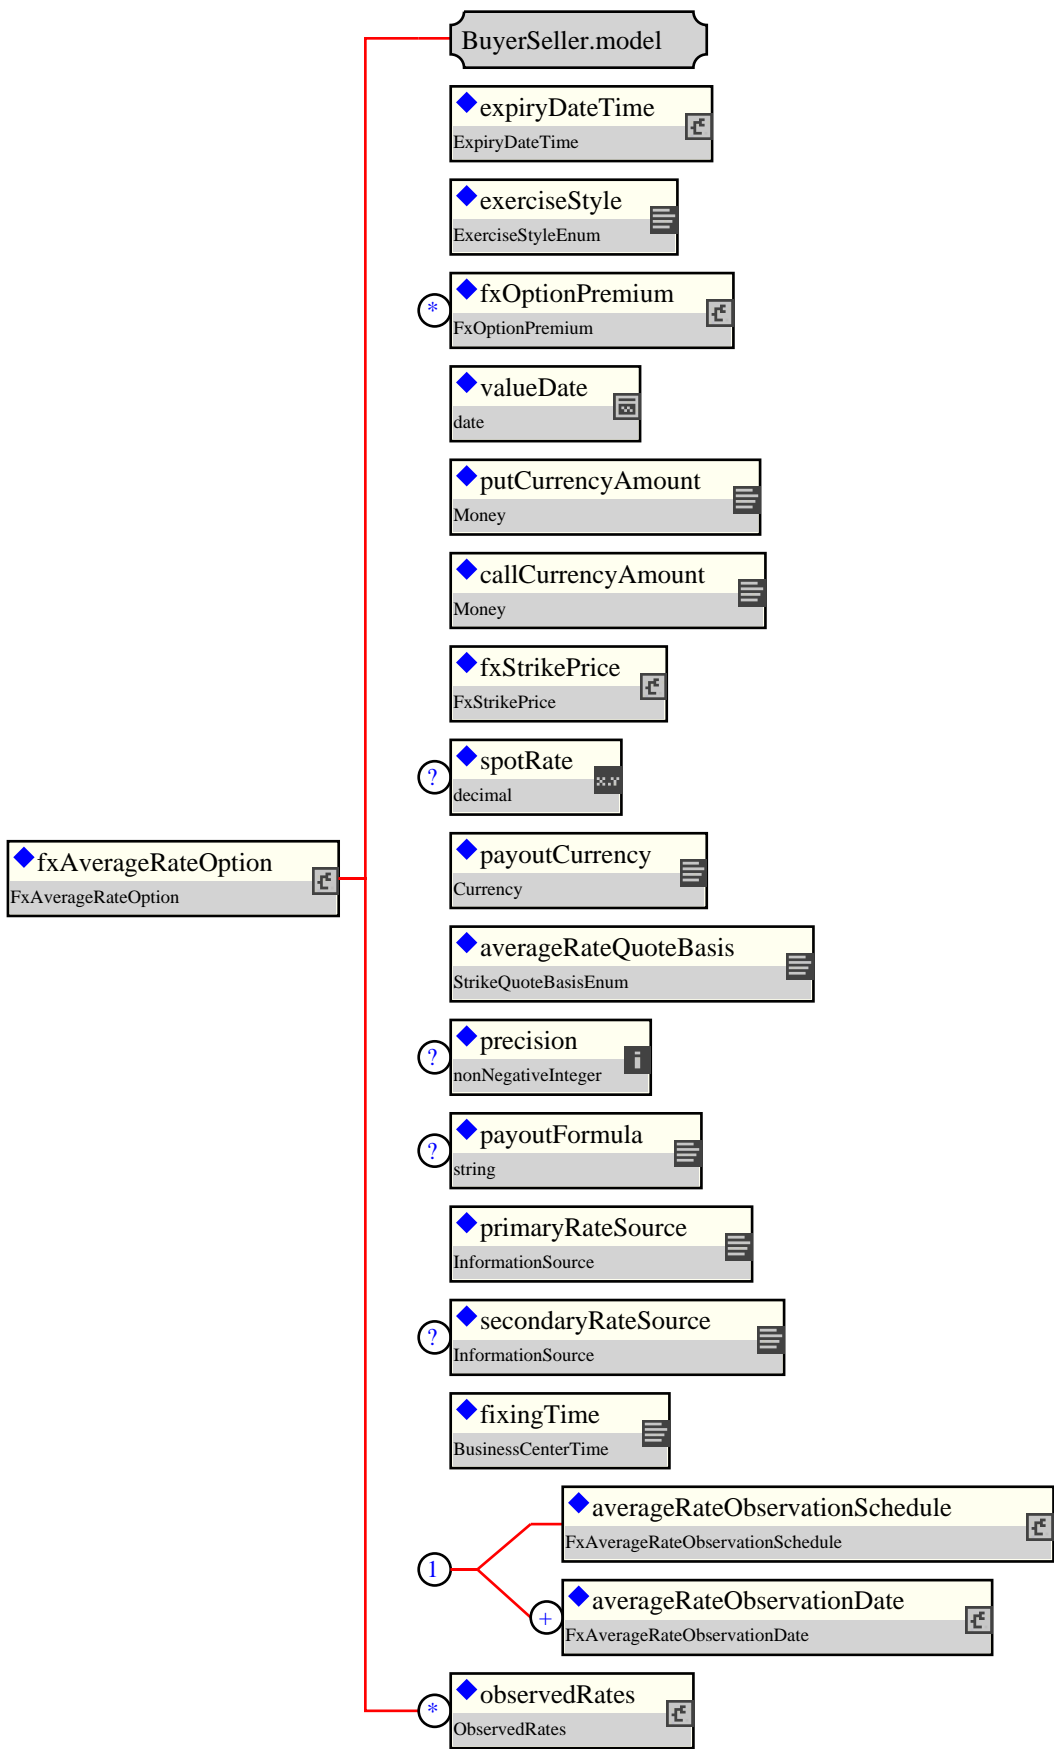 BuyerSeller.model
expiryDateTime
ExpiryDateTime
exerciseStyle
ExerciseStyleEnum
*
fxOptionPremium
FxOptionPremium
valueDate
date
putCurrencyAmount
Money
callCurrencyAmount
Money
fxStrikePrice
FxStrikePrice
?
spotRate
decimal
x.Y
fxAverageRateOption
FxAverageRateOption
payoutCurrency
Currency
averageRateQuoteBasis
StrikeQuoteBasisEnum
?
precision
nonNegativeInteger
i
?
payoutFormula
string
primaryRateSource
InformationSource
?
secondaryRateSource
InformationSource
fixingTime
BusinessCenterTime
1
averageRateObservationSchedule
FxAverageRateObservationSchedule
+
averageRateObservationDate
FxAverageRateObservationDate
*
observedRates
ObservedRates